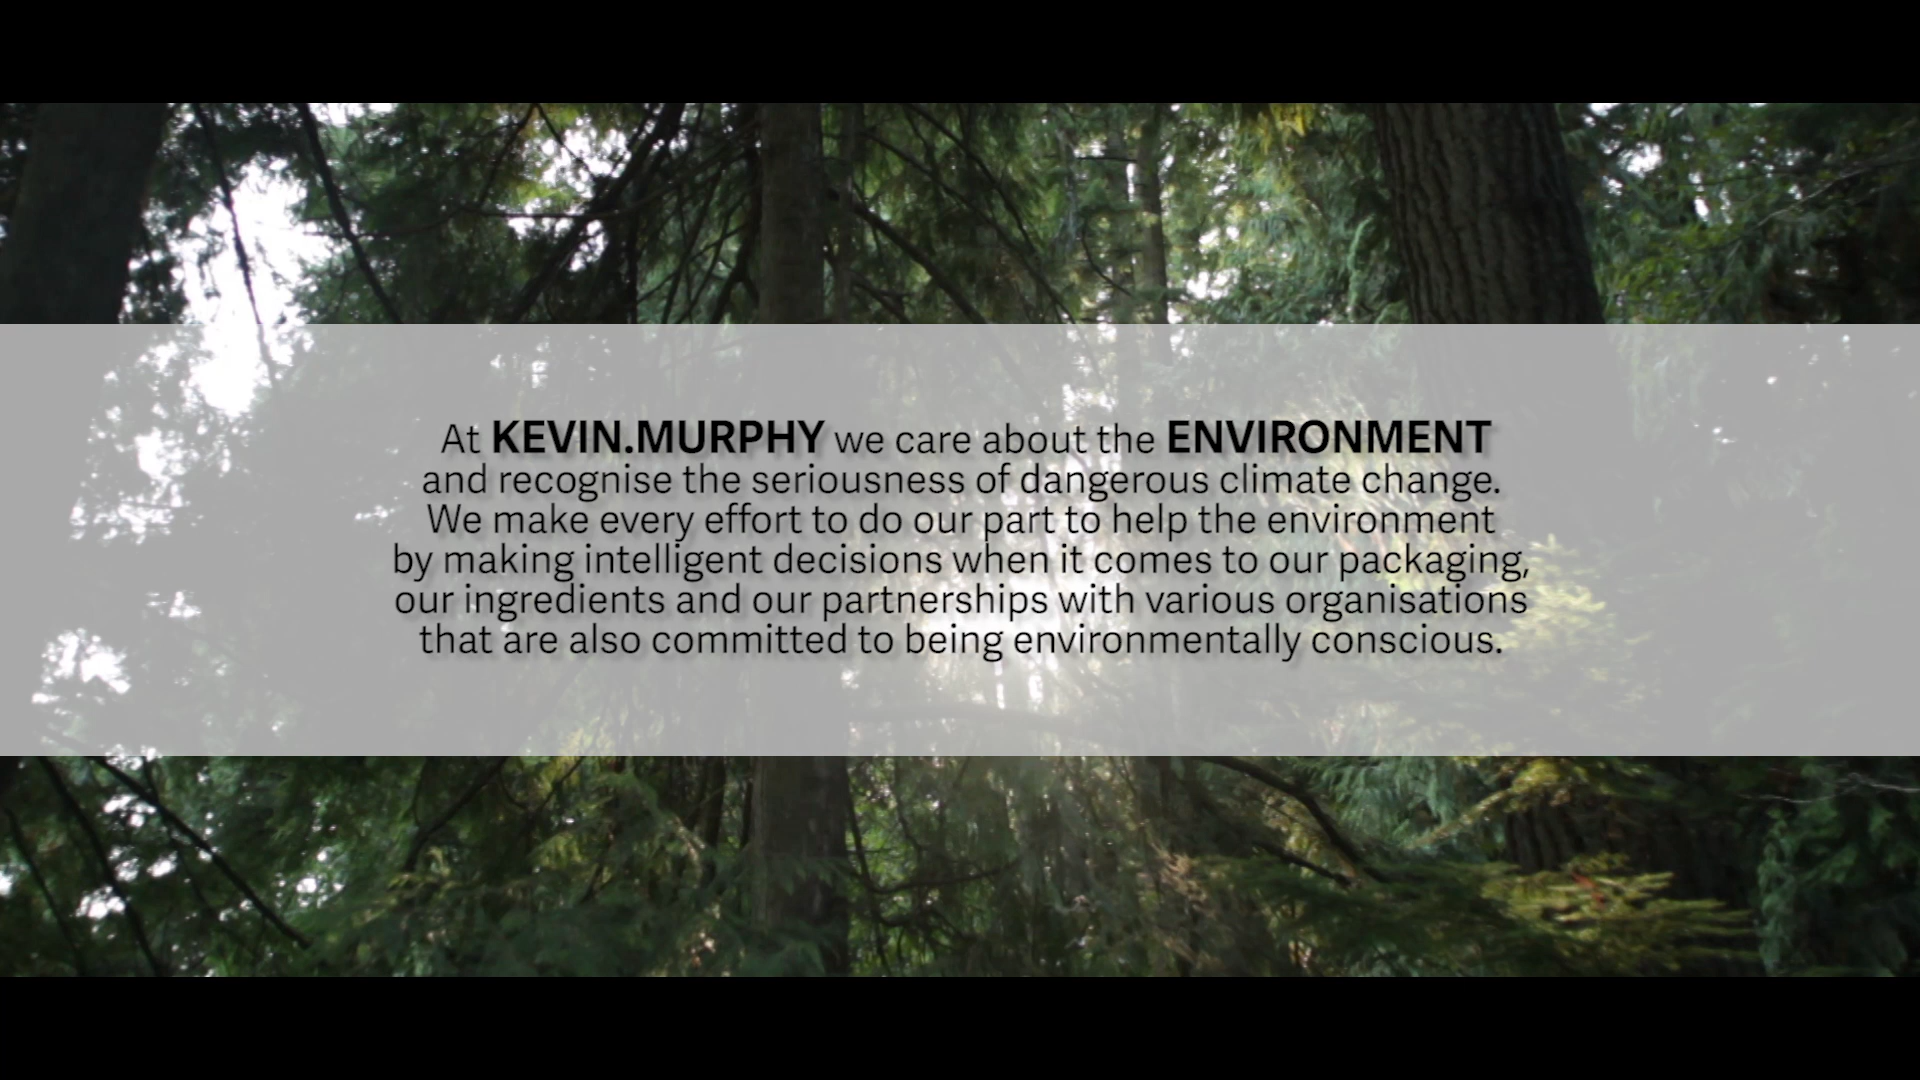 At KEVIN.MURPHY we care about the ENVIRONMENT
and recognise the seriousness of dangerous climate change.
We make every effort to do our part to help the environment
by making intelligent decisions when it comes to our packaging,
our ingredients and our partnerships with various organisations
that are also committed to being environmentally conscious.